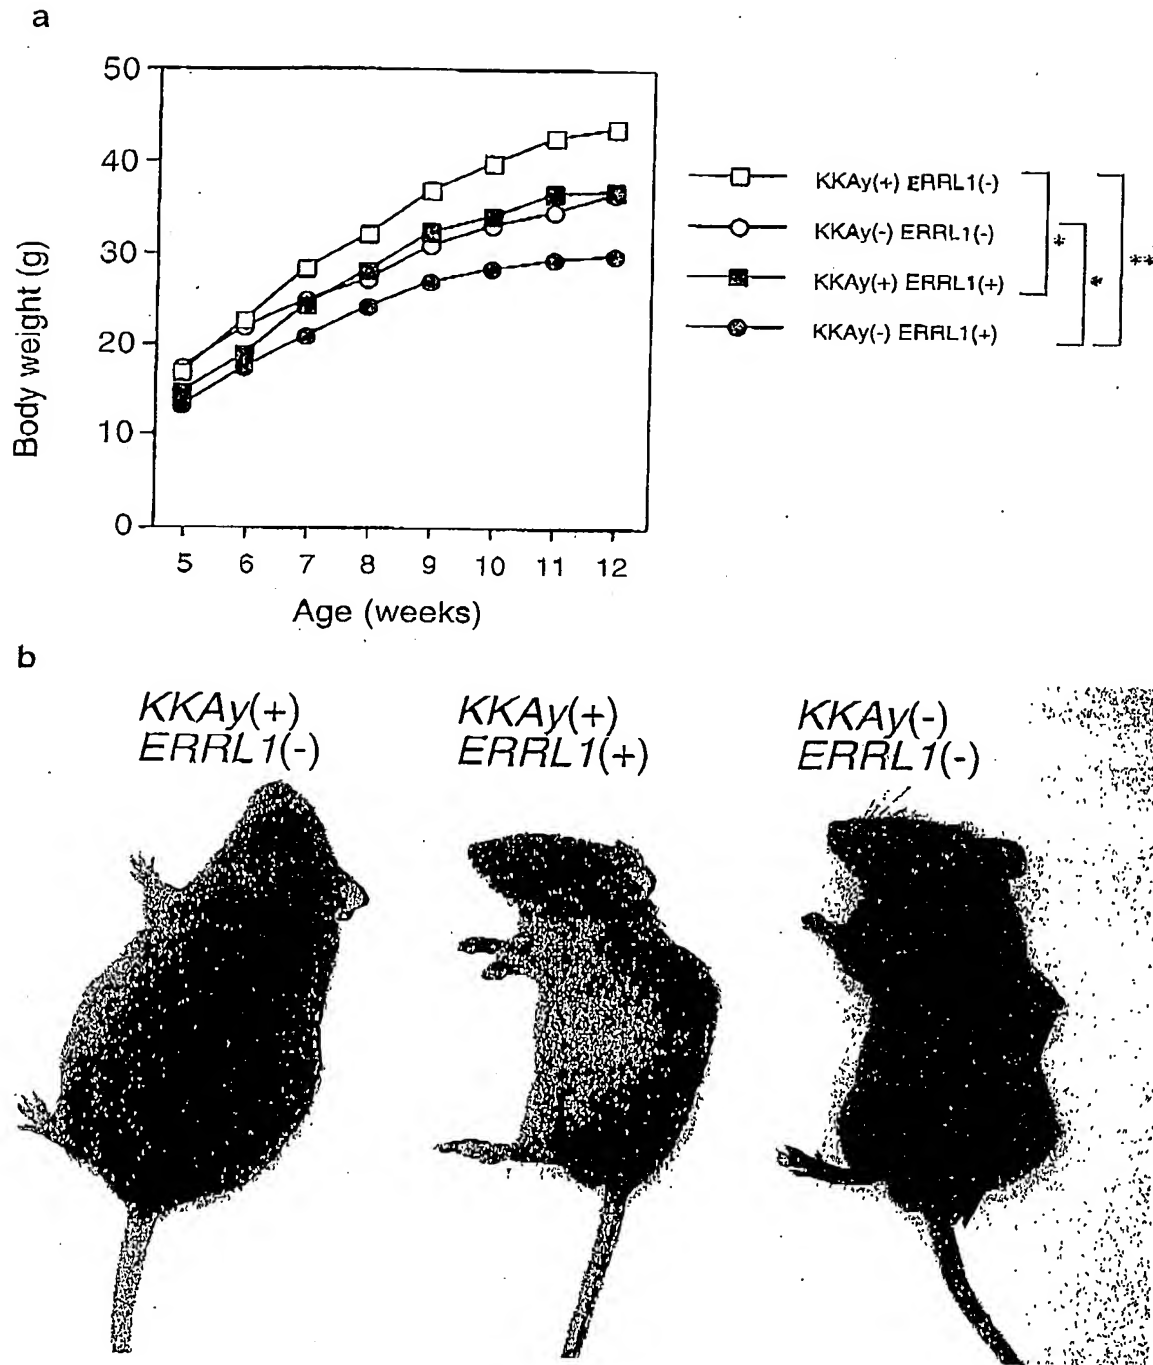 a
50
40
30
20
10
0
Body weight (g)
5 6 7 8 9 10 11 12
Age (weeks)
KKAy(+) ERRL1(-)
KKAy(-) ERRL1(-)
KKAy(+) ERRL1(+)
KKAy(-) ERRL1(+)
*
*
**
b
KKAy(+)
ERRL1(-)
KKAy(+)
ERRL1(+)
KKAy(-)
ERRL1(-)